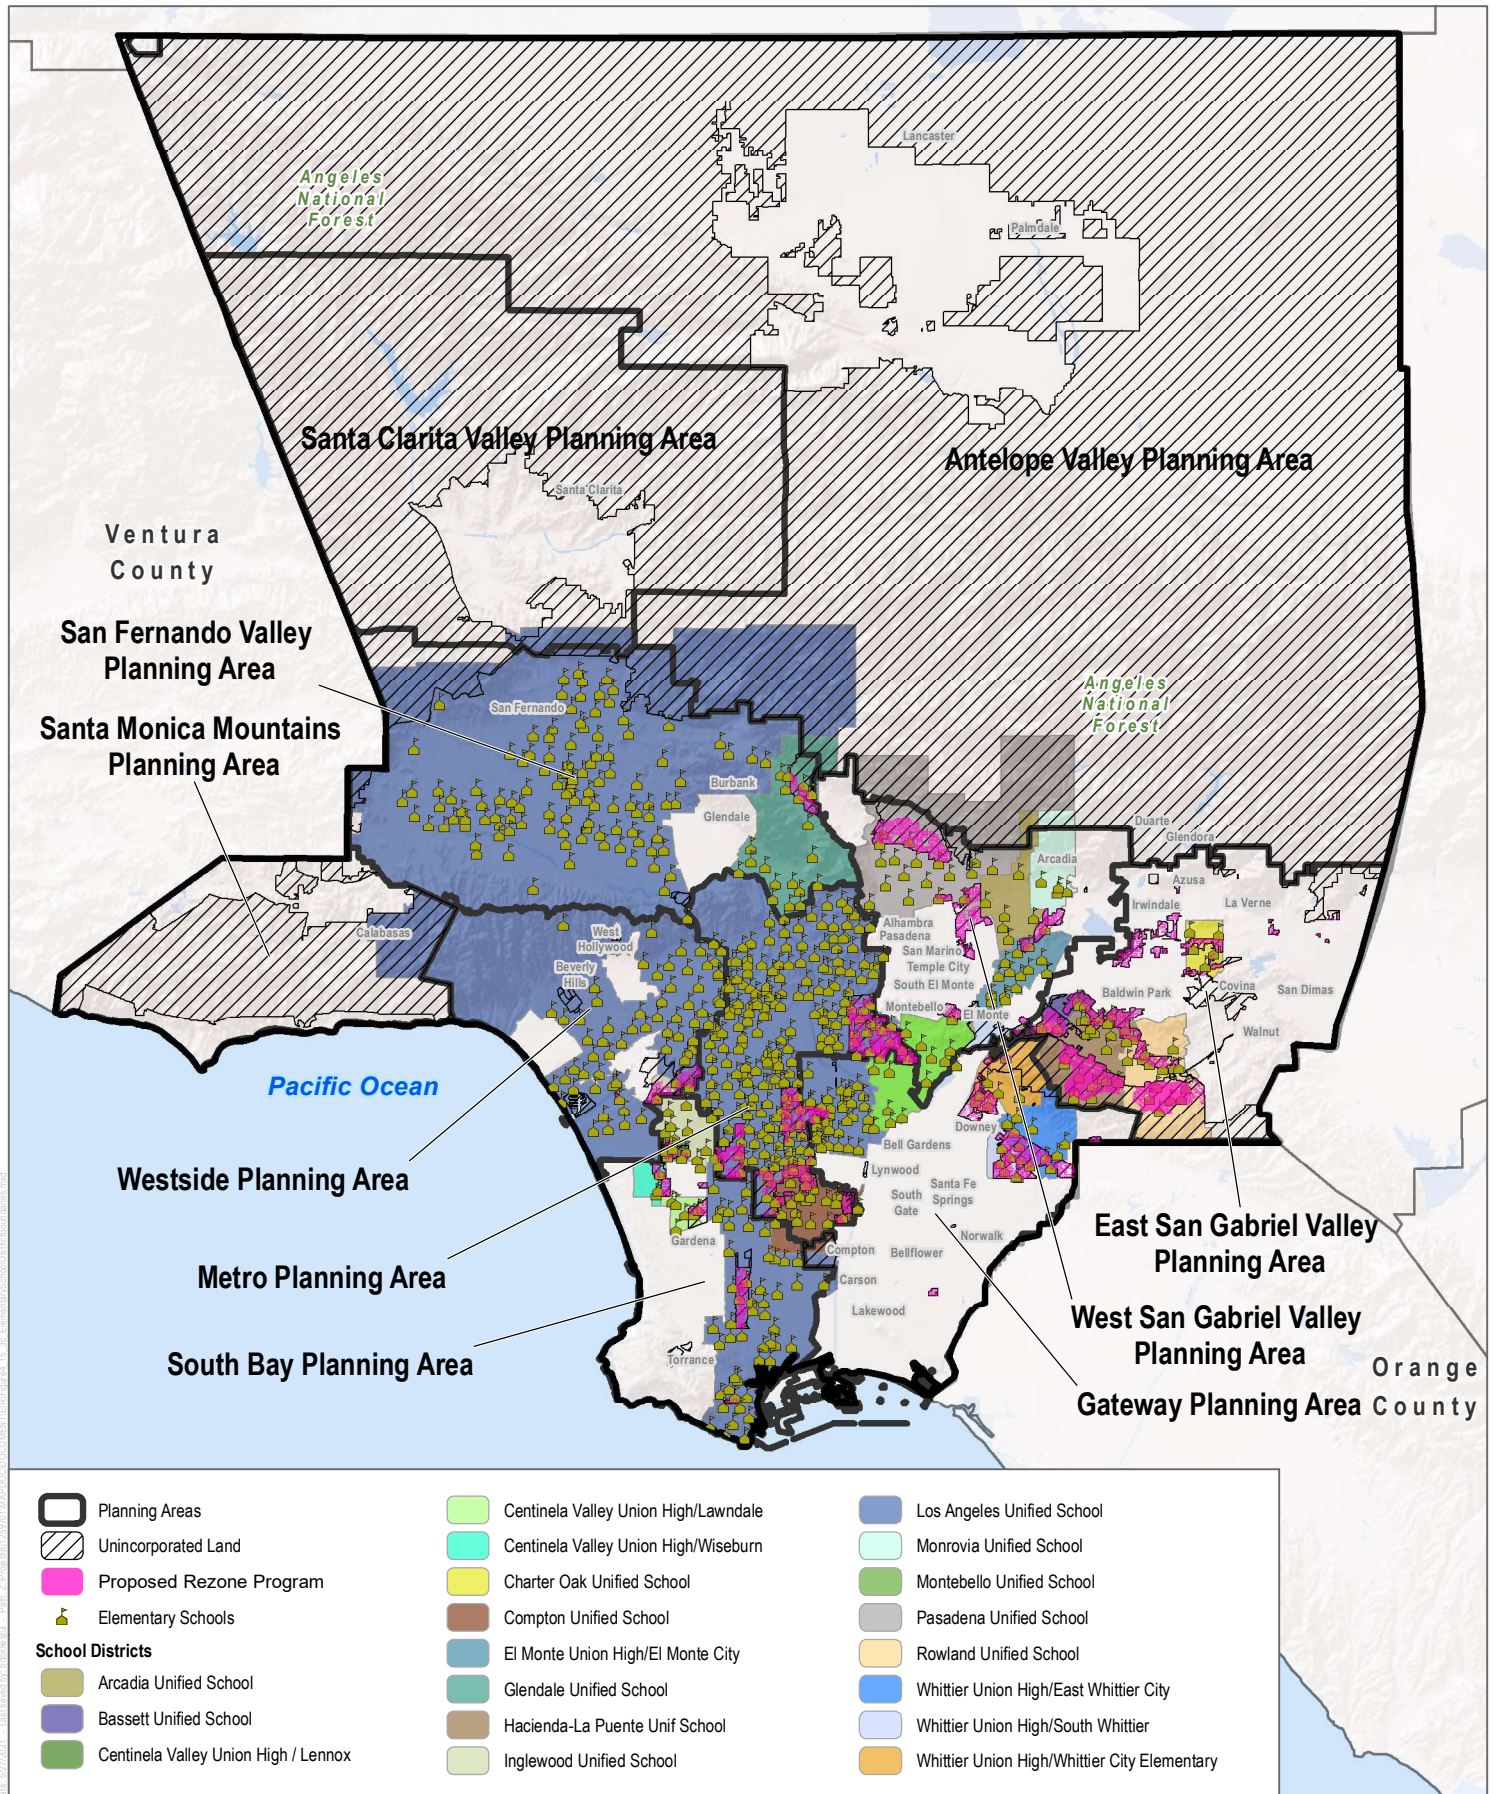 Lancaster
Angeles
National
Forest
Palmdale
Santa Clarita Valley Planning Area
Antelope Valley Planning Area
Santa Clarita
Ventura
County
San Fernando Valley
Planning Area
Angeles
National
Forest
San Fernando
Santa Monica Mountains
Planning Area
Burbank
Glendale
Duarte
Glendora
Arcadia
Azusa
Irwindale
La Verne
Calabasas
West
Hollywood
Alhambra
Pasadena
San Marino
Temple City
South El Monte
Beverly
Hills
Montebello
El Monte
Baldwin Park
Covina
San Dimas
Walnut
Pacific Ocean
Downey
Bell Gardens
Westside Planning Area
Lynwood
South
Gate
Santa Fe
Springs
East San Gabriel Valley
Planning Area
Gardena
Norwalk
Compton
Bellflower
Metro Planning Area
Carson
Lakewood
West San Gabriel Valley
Planning Area
South Bay Planning Area
Torrance
Orange
County
Gateway Planning Area
Planning Areas
Unincorporated Land
Proposed Rezone Program
Elementary Schools
School Districts
Arcadia Unified School
Bassett Unified School
Centinela Valley Union High / Lennox
Centinela Valley Union High/Lawndale
Centinela Valley Union High/Wiseburn
Charter Oak Unified School
Compton Unified School
El Monte Union High/El Monte City
Glendale Unified School
Hacienda-La Puente Unif School
Inglewood Unified School
Los Angeles Unified School
Monrovia Unified School
Montebello Unified School
Pasadena Unified School
Rowland Unified School
Whittier Union High/East Whittier City
Whittier Union High/South Whittier
Whittier Union High/Whittier City Elementary